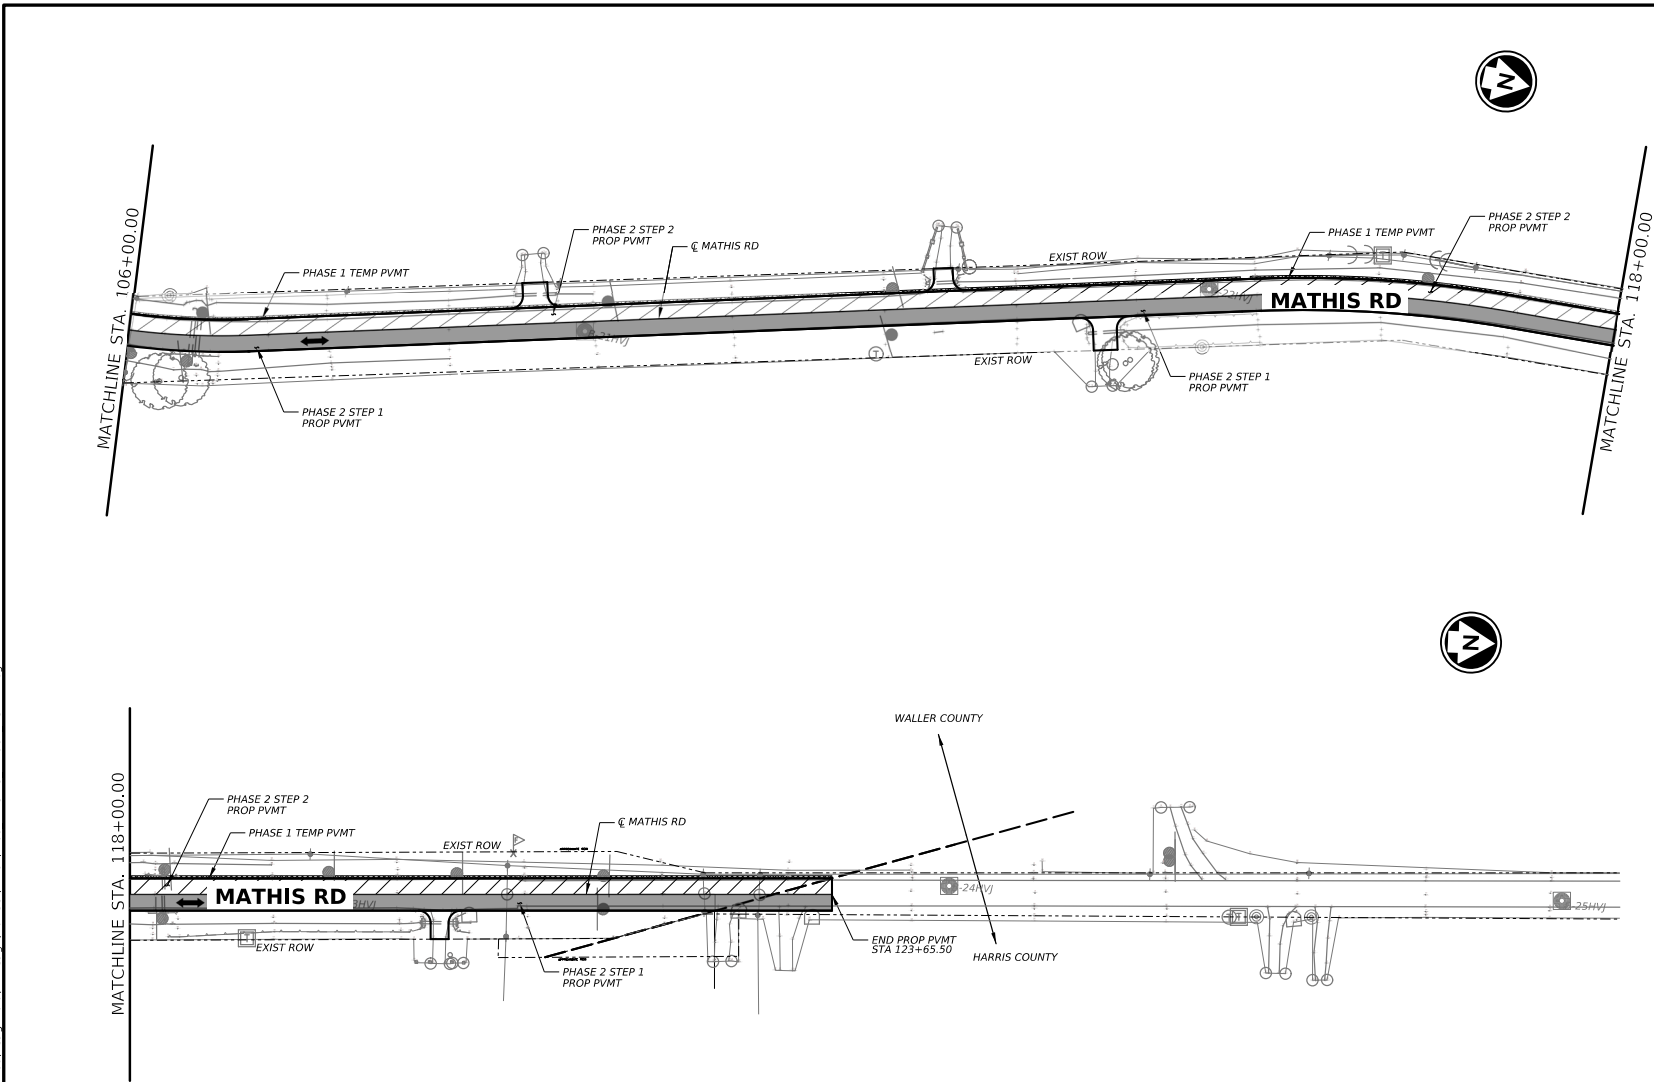 N
MATCHLINE STA. 106+00.00
PHASE 1 TEMP PVMT
PHASE 2 STEP 2
PROP PVMT
℄ MATHIS RD
EXIST ROW
PHASE 1 TEMP PVMT
PHASE 2 STEP 2
PROP PVMT
MATCHLINE STA. 118+00.00
MATHIS RD
T
EXIST ROW
PHASE 2 STEP 1
PROP PVMT
PHASE 2 STEP 1
PROP PVMT
N
WALLER COUNTY
MATCHLINE STA. 118+00.00
PHASE 2 STEP 2
PROP PVMT
PHASE 1 TEMP PVMT
EXIST ROW
℄ MATHIS RD
MATHIS RD
-24HVJ
-25HVJ
T
EXIST ROW
T
END PROP PVMT
STA 123+65.50
HARRIS COUNTY
PHASE 2 STEP 1
PROP PVMT